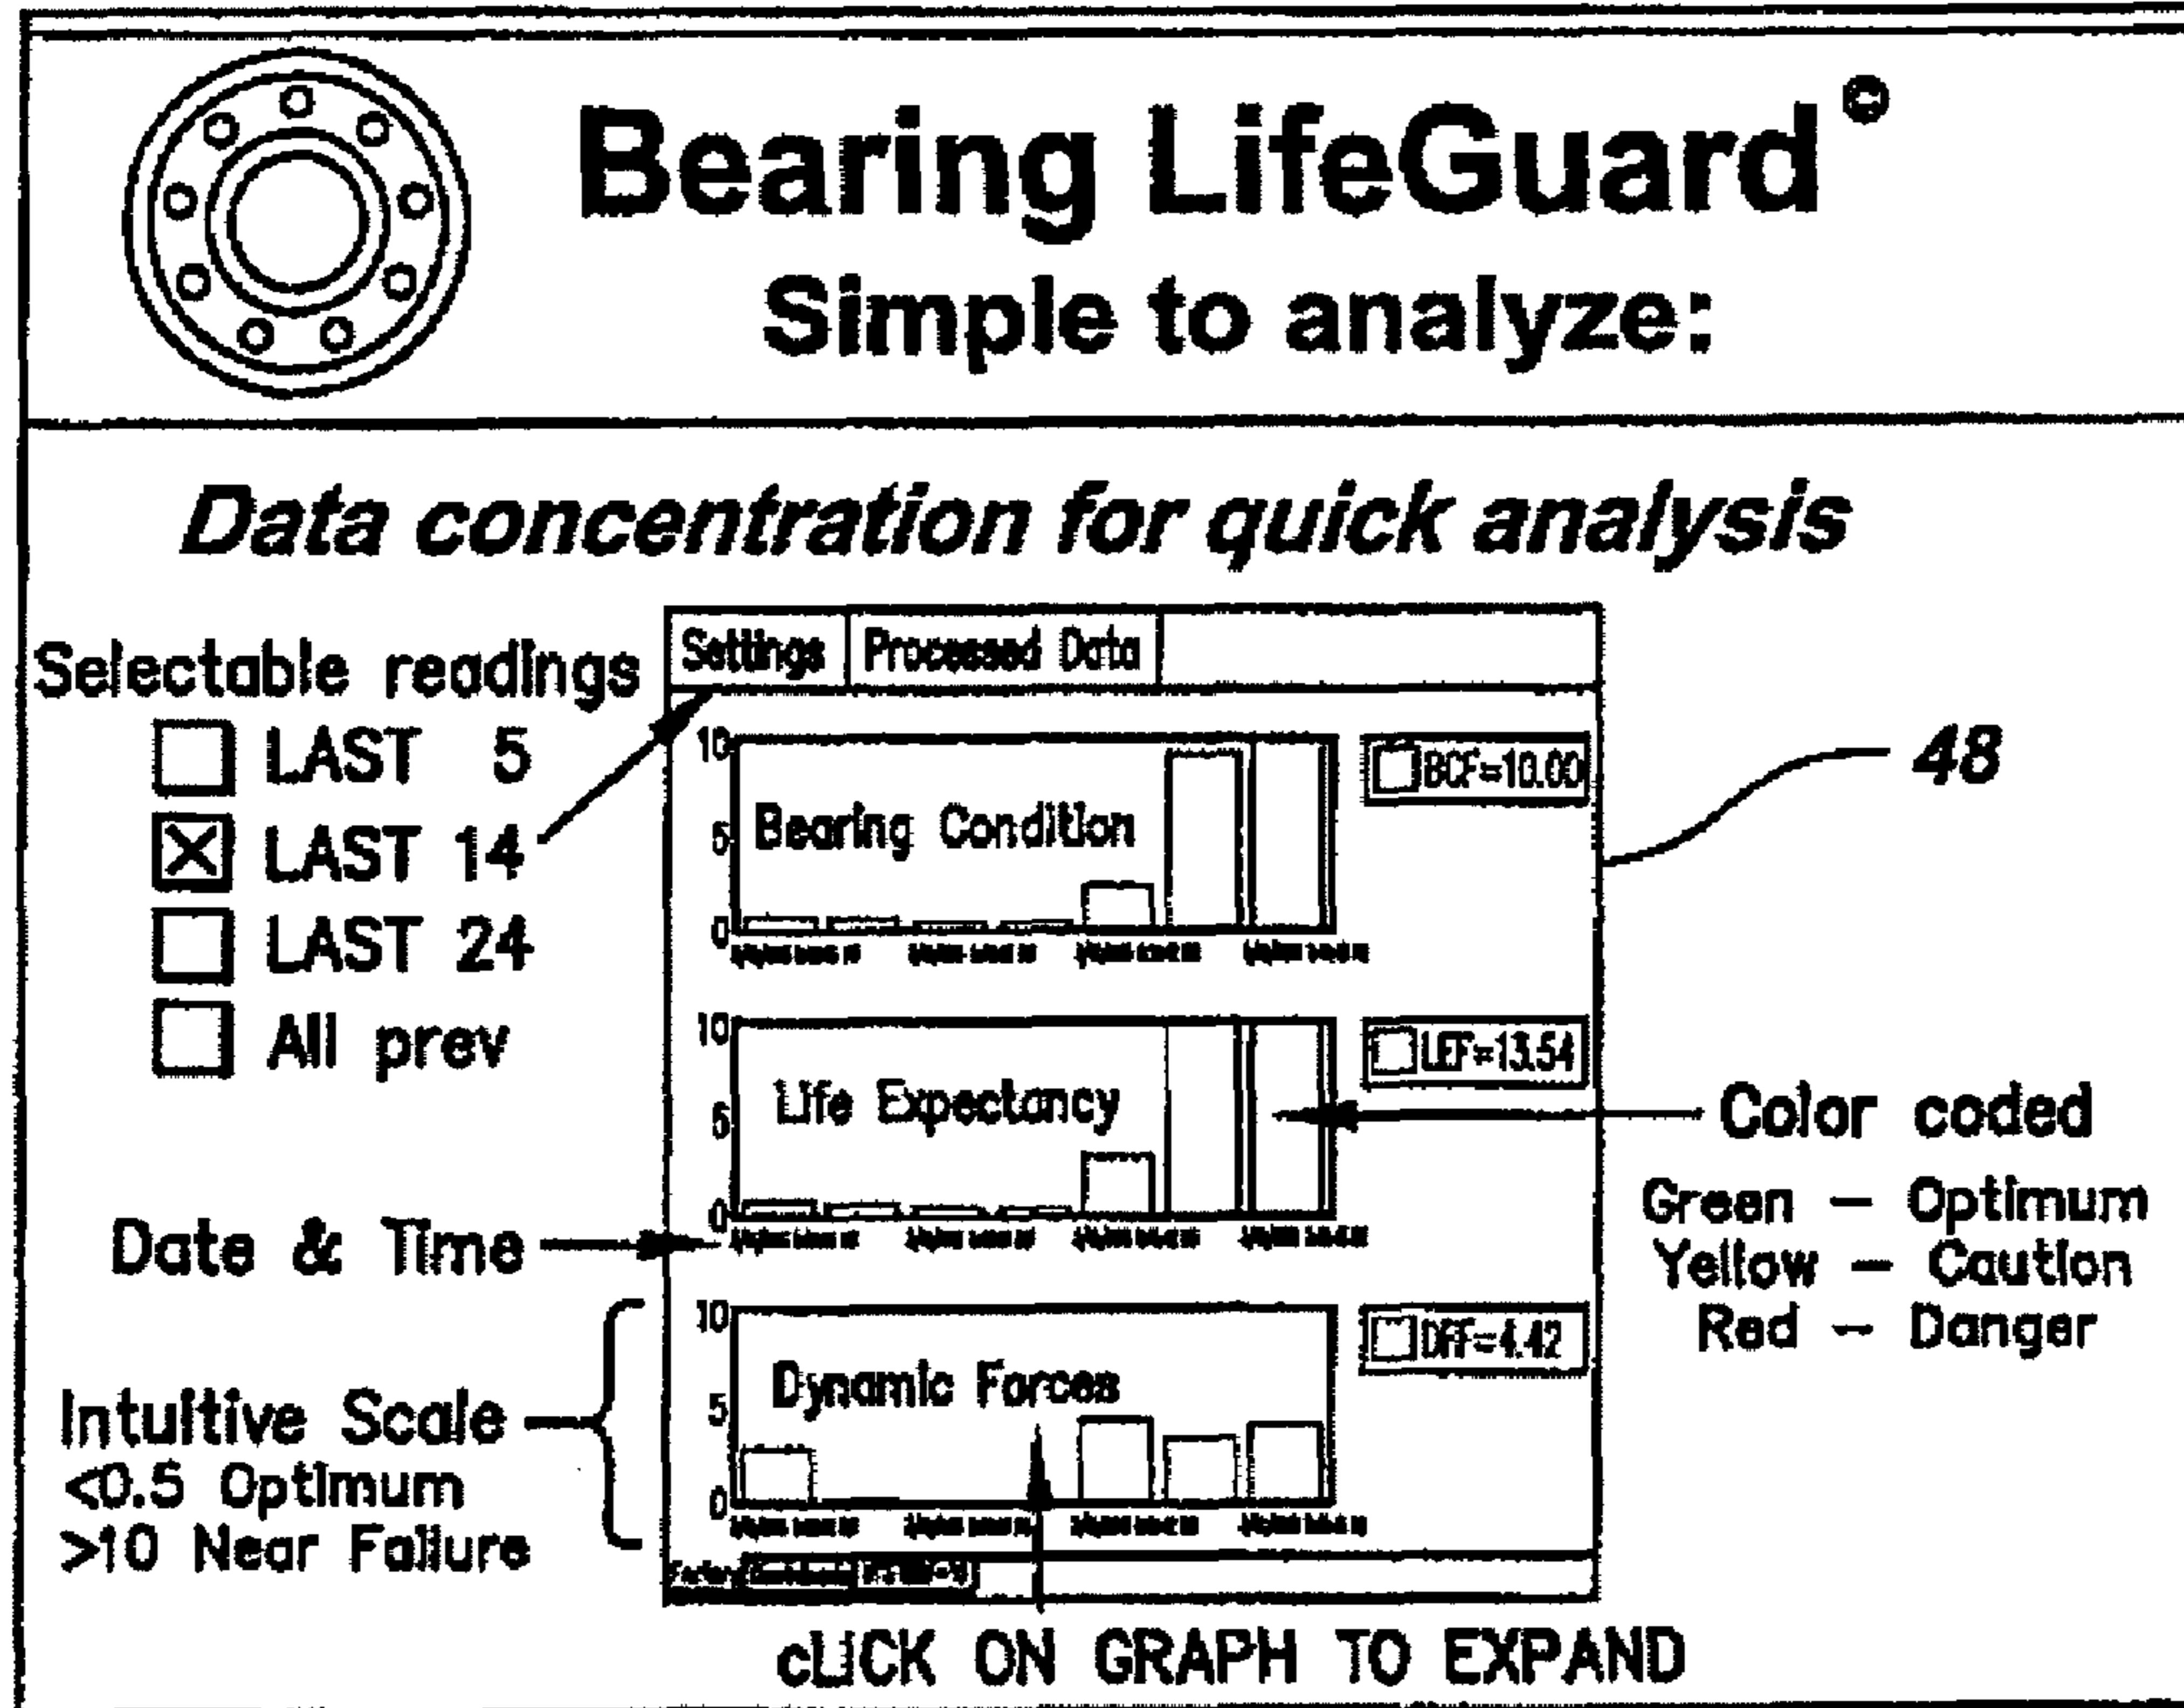 Bearing LifeGuard©
Simple to analyze:
Data concentration for quick analysis
Selectable readings
LAST 5
LAST 14
LAST 24
All prev
Date & Time
Intuitive Scale
<0.5 Optimum
>10 Near Failure
Settings Processed Data
10
5
0
Bearing Condition
BCF=10.00
10
5
0
Life Expectancy
LEF=13.54
10
5
0
Dynamic Forces
DFF=4.42
48
Color coded
Green – Optimum
Yellow – Caution
Red – Danger
cLICK ON GRAPH TO EXPAND